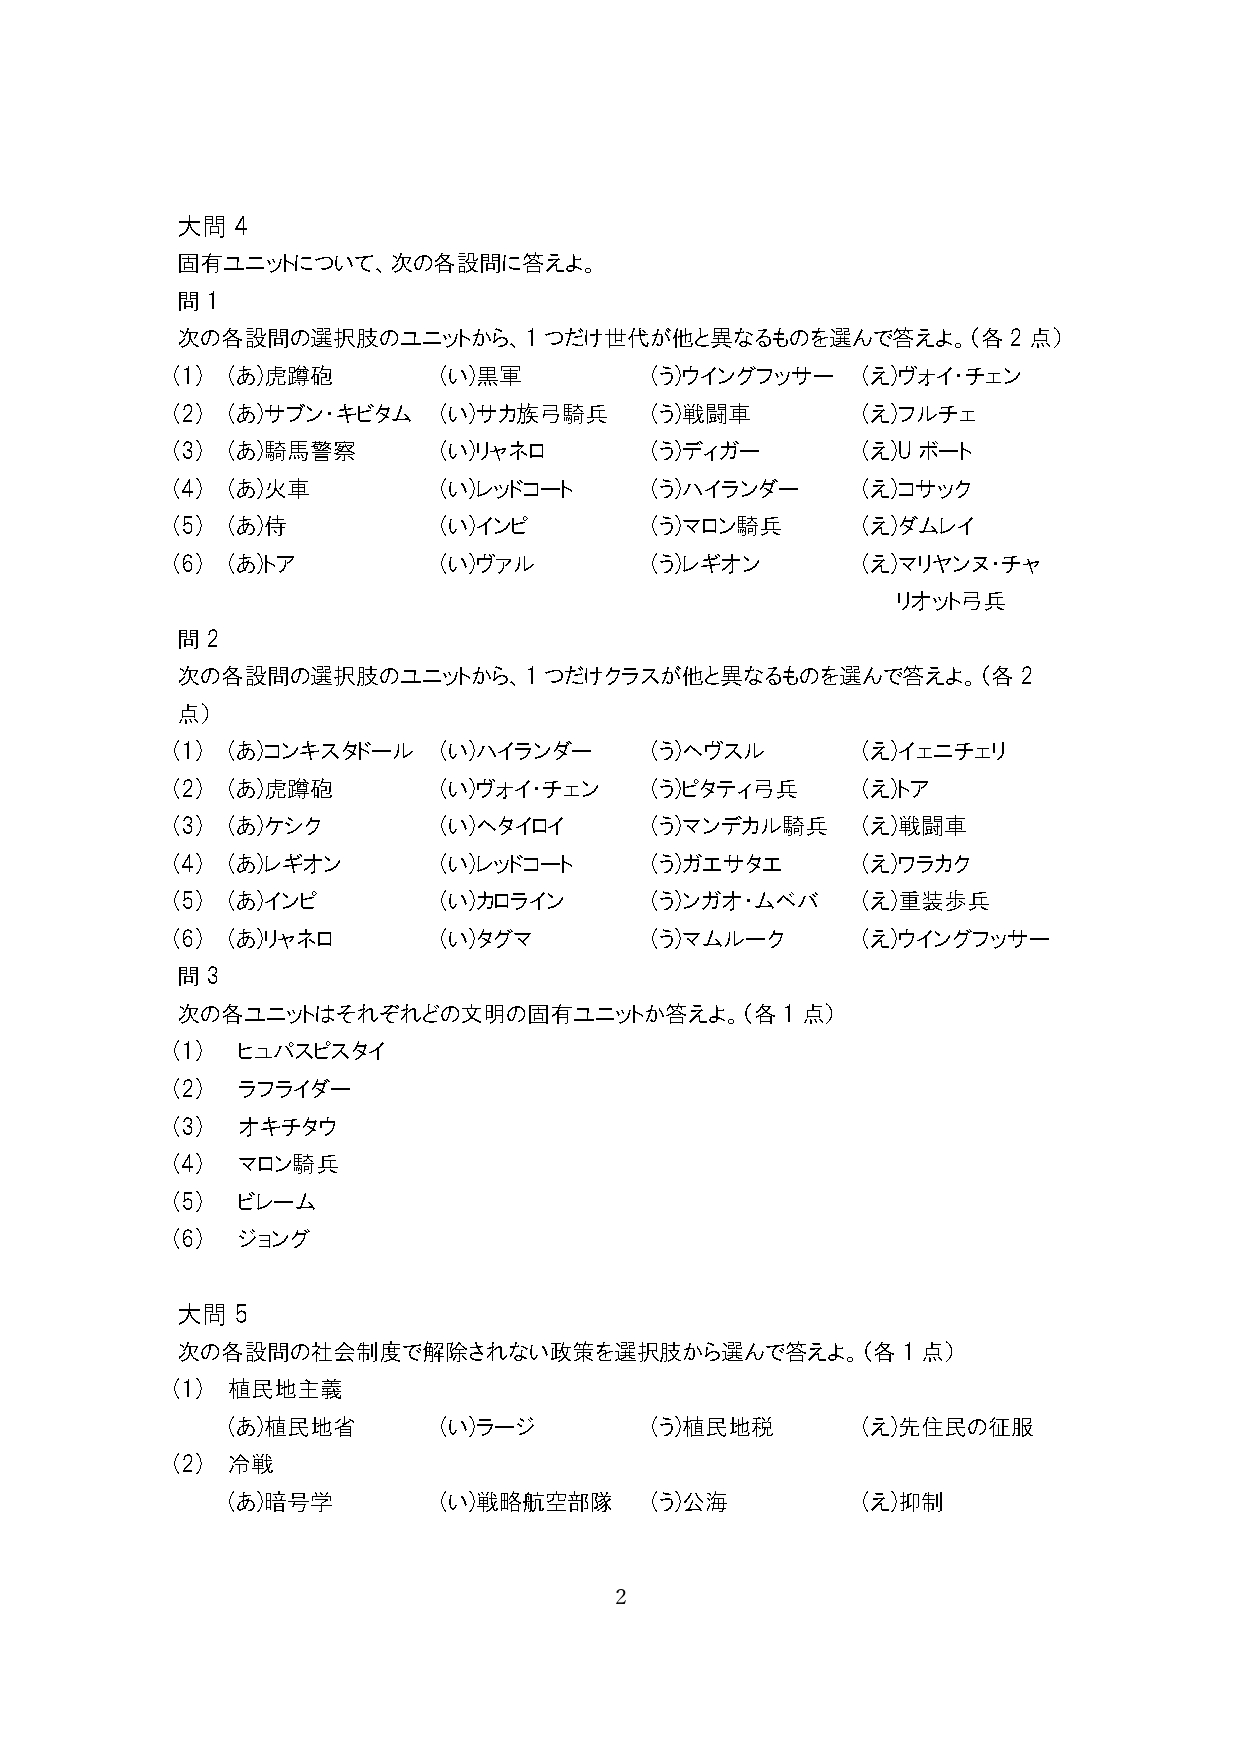 大問 4
固有ユニットについて、次の各設問に答えよ。
問 1
次の各設問の選択肢のユニットから、1 つだけ世代が他と異なるものを選んで答えよ。（各 2 点）
（1） （あ)虎蹲砲 （い)黒軍 （う)ウイングフッサー （え)ヴォイ・チェン
（2） （あ)サブン・キビタム （い)サカ族弓騎兵 （う)戦闘車 （え)フルチェ
（3） （あ)騎馬警察 （い)リャネロ （う)ディガー （え)U ボート
（4） （あ)火車 （い)レッドコート （う)ハイランダー （え)コサック
（5） （あ)侍 （い)インピ （う)マロン騎兵 （え)ダムレイ
（6） （あ)トア （い)ヴァル （う)レギオン （え)マリヤンヌ・チャ
リオット弓兵
問 2
次の各設問の選択肢のユニットから、1 つだけクラスが他と異なるものを選んで答えよ。（各 2
点）
（1） （あ)コンキスタドール （い)ハイランダー （う)ヘヴスル （え)イェニチェリ
（2） （あ)虎蹲砲 （い)ヴォイ・チェン （う)ピタティ弓兵 （え)トア
（3） （あ)ケシク （い)ヘタイロイ （う)マンデカル騎兵 （え)戦闘車
（4） （あ)レギオン （い)レッドコート （う)ガエサタエ （え)ワラカク
（5） （あ)インピ （い)カロライン （う)ンガオ・ムベバ （え)重装歩兵
（6） （あ)リャネロ （い)タグマ （う)マムルーク （え)ウイングフッサー
問 3
次の各ユニットはそれぞれどの文明の固有ユニットか答えよ。（各 1 点）
（1） ヒュパスピスタイ
（2） ラフライダー
（3） オキチタウ
（4） マロン騎兵
（5） ビレーム
（6） ジョング
大問 5
次の各設問の社会制度で解除されない政策を選択肢から選んで答えよ。（各 1 点）
（1） 植民地主義
（あ)植民地省 （い)ラージ （う)植民地税 （え)先住民の征服
（2） 冷戦
（あ)暗号学 （い)戦略航空部隊 （う)公海 （え)抑制
2